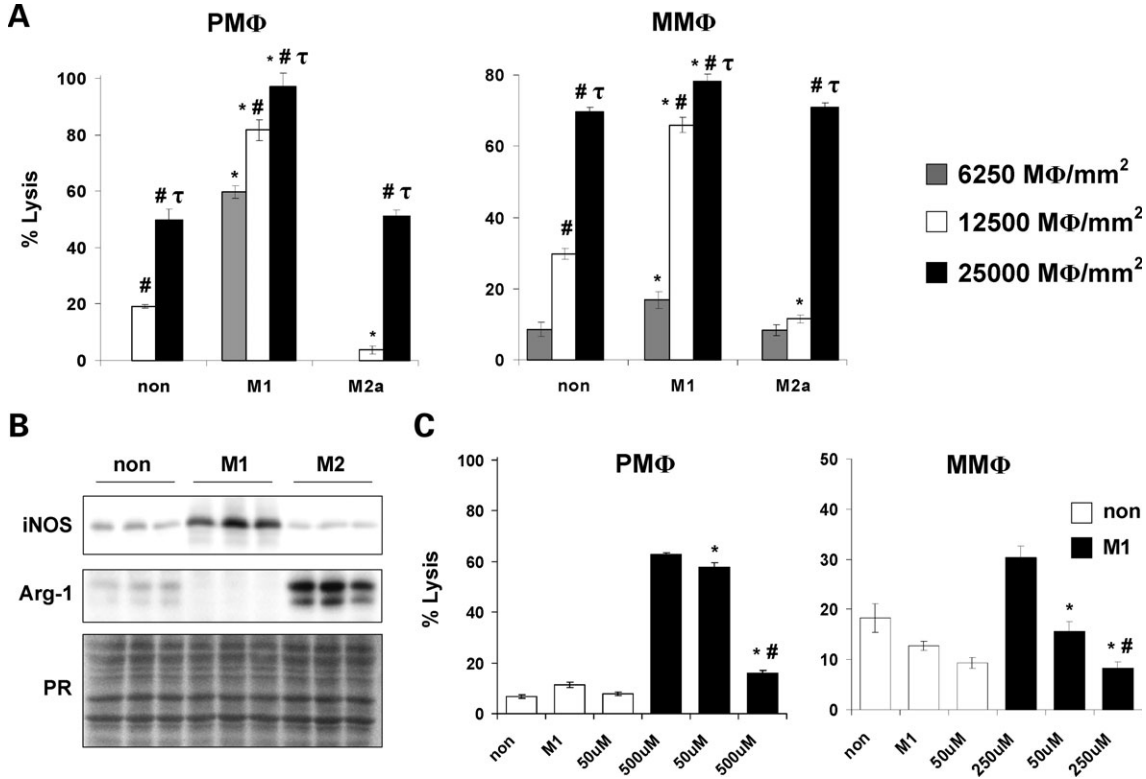 A
PMΦ
MMΦ
% Lysis
100
80
60
40
20
0
#
# τ
*
* #
* # τ
*
# τ
non
M1
M2a
80
60
40
20
0
#
# τ
*
* #
* # τ
*
# τ
non
M1
M2a
6250 MΦ/mm²
12500 MΦ/mm²
25000 MΦ/mm²
B
non
M1
M2
iNOS
Arg-1
PR
C
PMΦ
% Lysis
100
80
60
40
20
0
*
* #
non
M1
50uM
500uM
50uM
500uM
MMΦ
50
40
30
20
10
0
*
* #
non
M1
50uM
250uM
50uM
250uM
non
M1